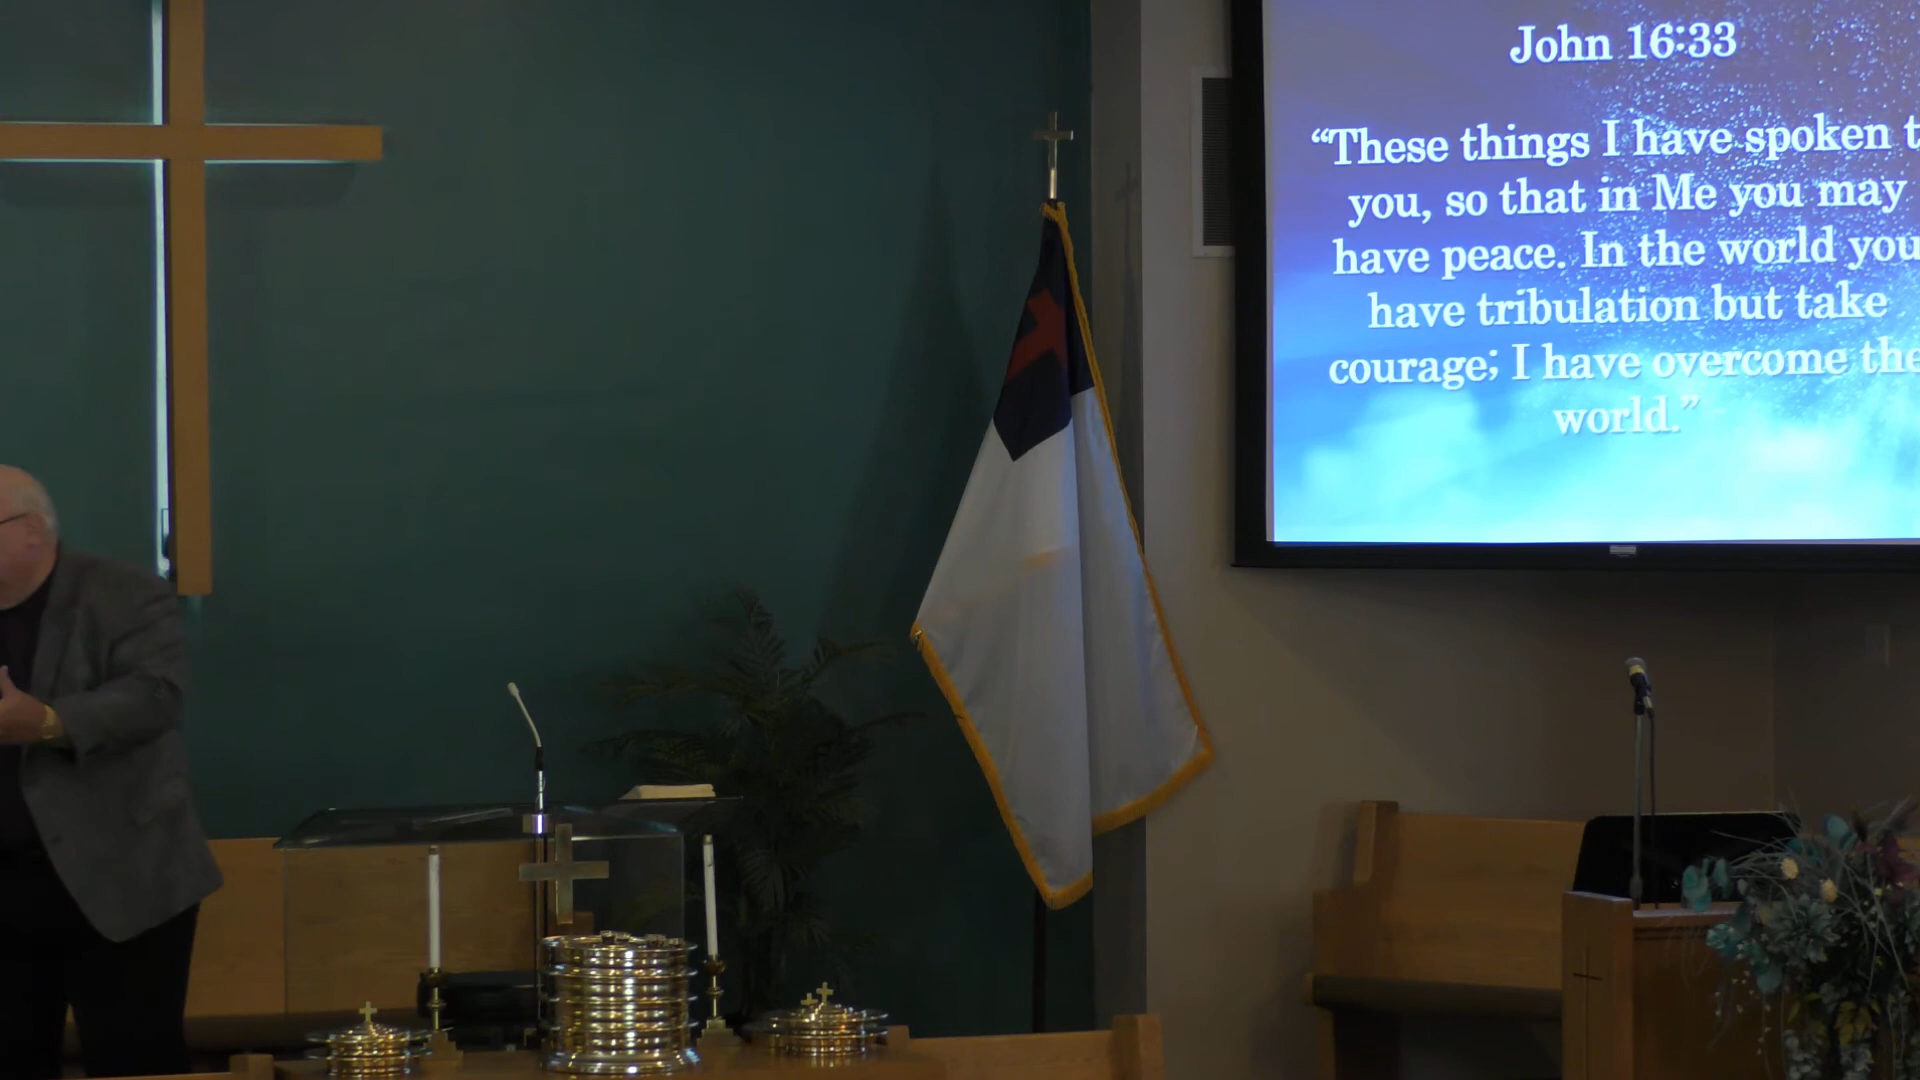 John 16:33
“These things I have spoken t
you, so that in Me you may
have peace. In the world you
have tribulation but take
courage; I have overcome the
world.”